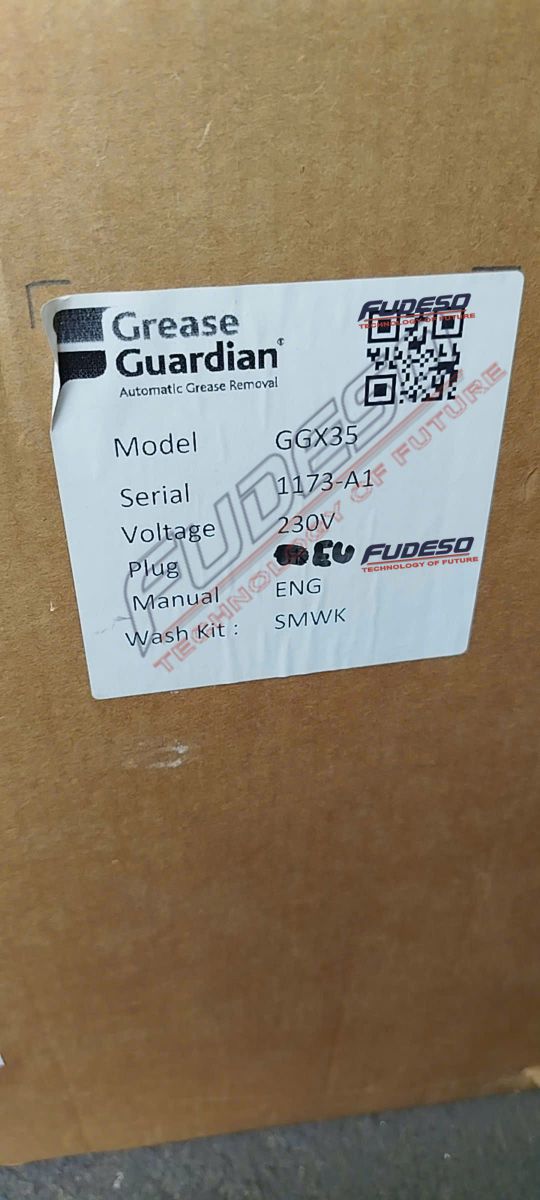 FUDESO
TECHNOLOGY OF FUTURE
Grease
Guardian®
Automatic Grease Removal
Model GGX35
Serial 1173-A1
Voltage 230V
Plug EU
FUDESO
TECHNOLOGY OF FUTURE
Manual ENG
Wash Kit : SMWK
FUDESO
TECHNOLOGY OF FUTURE